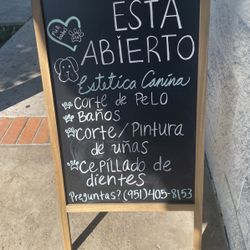 ESTA
ABIERTO
Estetica Canina
Corte de PeLo
Baños
Corte/Pintura
de uñas
Cepillado de
dientes
Preguntas? (951) 405-8153